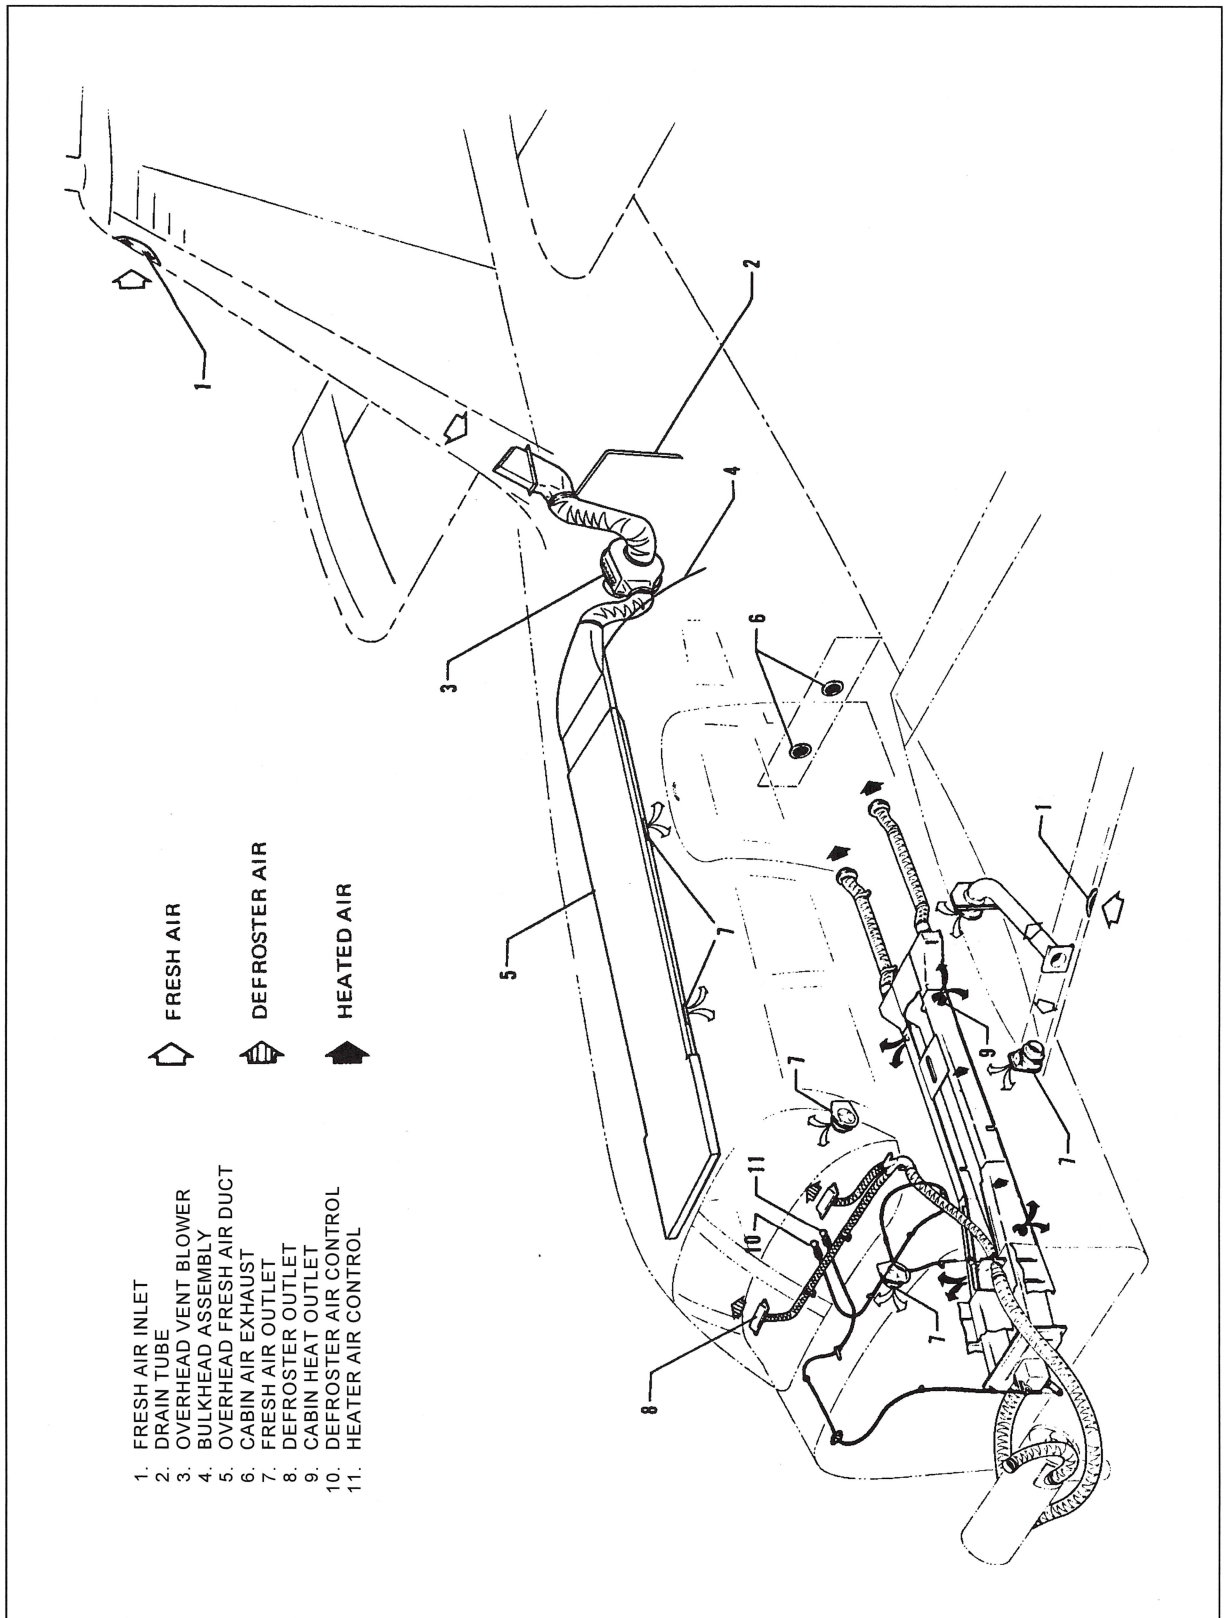 1. FRESH AIR INLET
2. DRAIN TUBE
3. OVERHEAD VENT BLOWER
4. BULKHEAD ASSEMBLY
5. OVERHEAD FRESH AIR DUCT
6. CABIN AIR EXHAUST
7. FRESH AIR OUTLET
8. DEFROSTER OUTLET
9. CABIN HEAT OUTLET
10. DEFROSTER AIR CONTROL
11. HEATER AIR CONTROL
FRESH AIR
DEFROSTER AIR
HEATED AIR
1
2
3
4
5
6
7
7
1
9
7
11
10
8
7